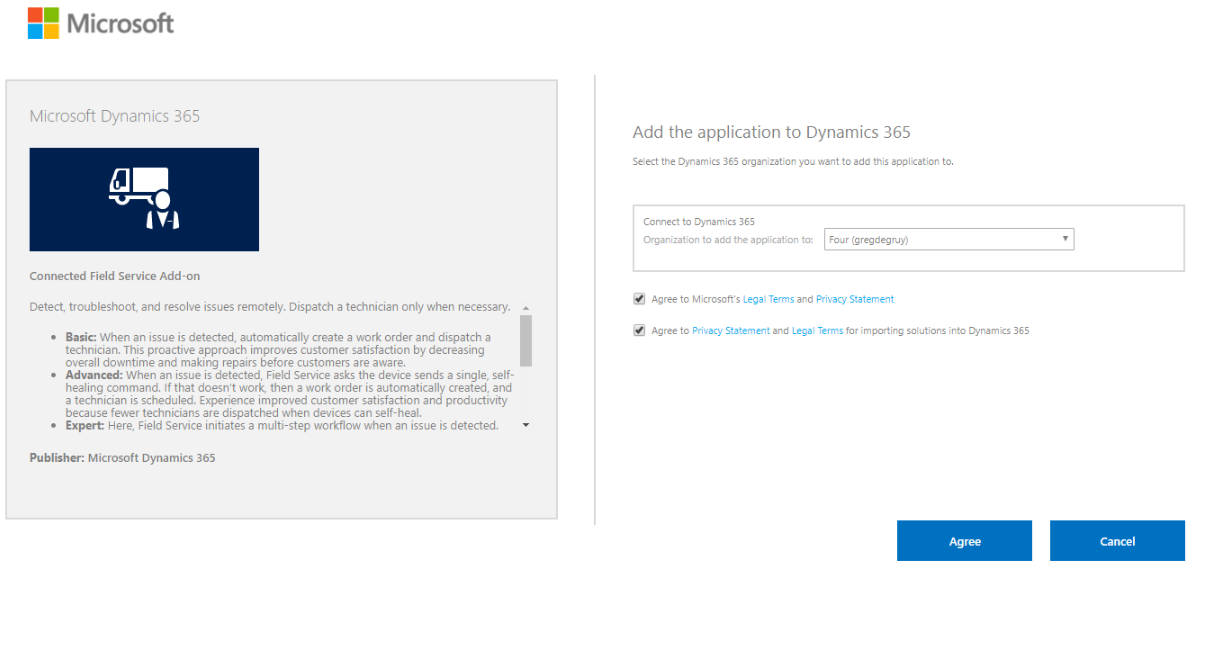 Microsoft
Microsoft Dynamics 365
Connected Field Service Add-on
Detect, troubleshoot, and resolve issues remotely. Dispatch a technician only when necessary.
• Basic: When an issue is detected, automatically create a work order and dispatch a
technician. This proactive approach improves customer satisfaction by decreasing
overall downtime and making repairs before customers are aware.
• Advanced: When an issue is detected, Field Service asks the device sends a single, self-
healing command. If that doesn't work, then a work order is automatically created, and
a technician is scheduled. Experience improved customer satisfaction and productivity
because fewer technicians are dispatched when devices can self-heal.
• Expert: Here, Field Service initiates a multi-step workflow when an issue is detected.
Publisher: Microsoft Dynamics 365
Add the application to Dynamics 365
Select the Dynamics 365 organization you want to add this application to.
Connect to Dynamics 365
Organization to add the application to: Four (gregdegruy)
Agree to Microsoft's Legal Terms and Privacy Statement
Agree to Privacy Statement and Legal Terms for importing solutions into Dynamics 365
Agree
Cancel